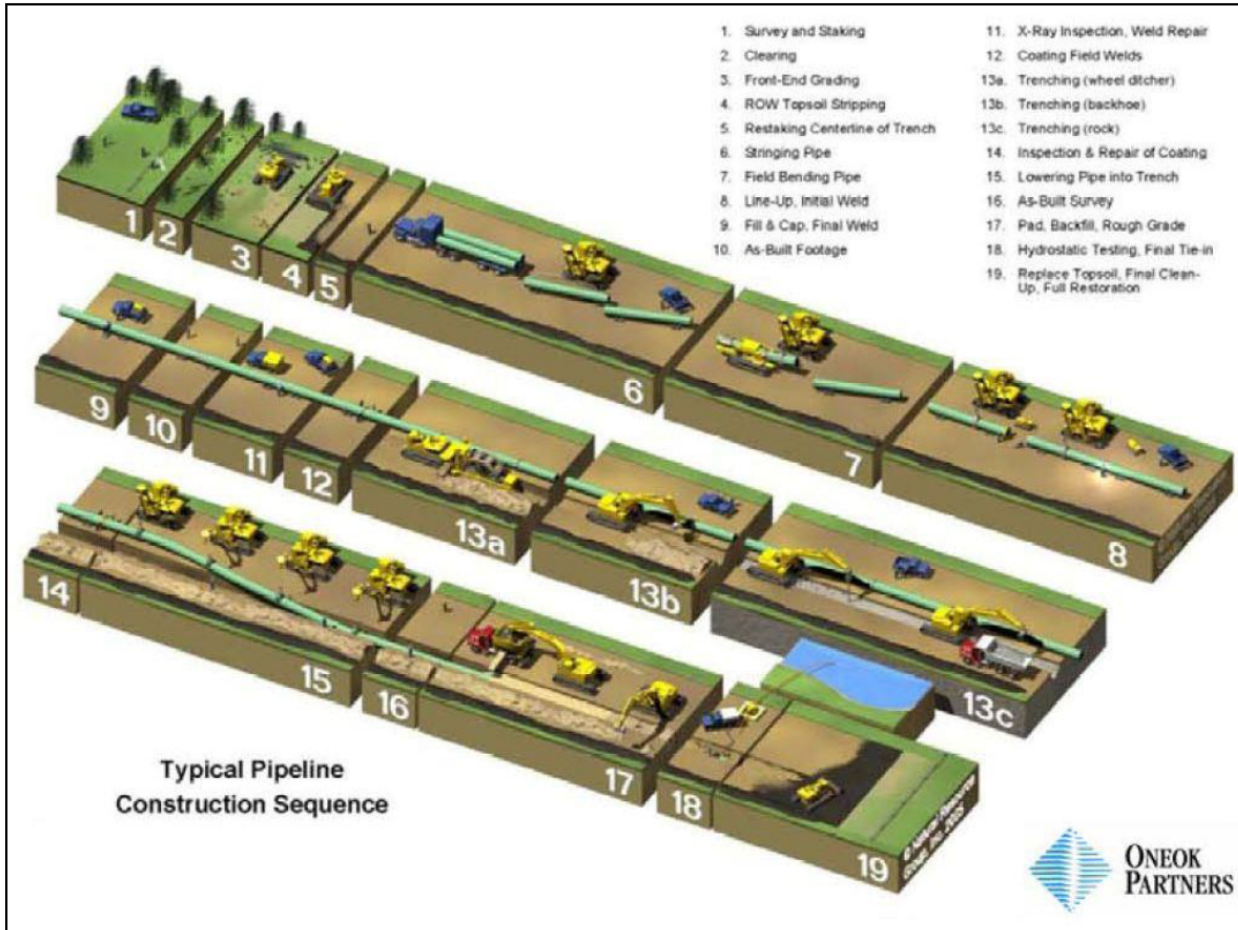 1. Survey and Staking
2. Clearing
3. Front-End Grading
4. ROW Topsoil Stripping
5. Restaking Centerline of Trench
6. Stringing Pipe
7. Field Bending Pipe
8. Line-Up, Initial Weld
9. Fill & Cap, Final Weld
10. As-Built Footage
11. X-Ray Inspection, Weld Repair
12. Coating Field Welds
13a. Trenching (wheel ditcher)
13b. Trenching (backhoe)
13c. Trenching (rock)
14. Inspection & Repair of Coating
15. Lowering Pipe into Trench
16. As-Built Survey
17. Pad, Backfill, Rough Grade
18. Hydrostatic Testing, Final Tie-in
19. Replace Topsoil, Final Clean-
Up, Full Restoration
1
2
3
4
5
6
7
8
9
10
11
12
13a
13b
13c
14
15
16
17
18
19
Typical Pipeline
Construction Sequence
© Natural Resource
Group, Inc. 2005
ONEOK
PARTNERS